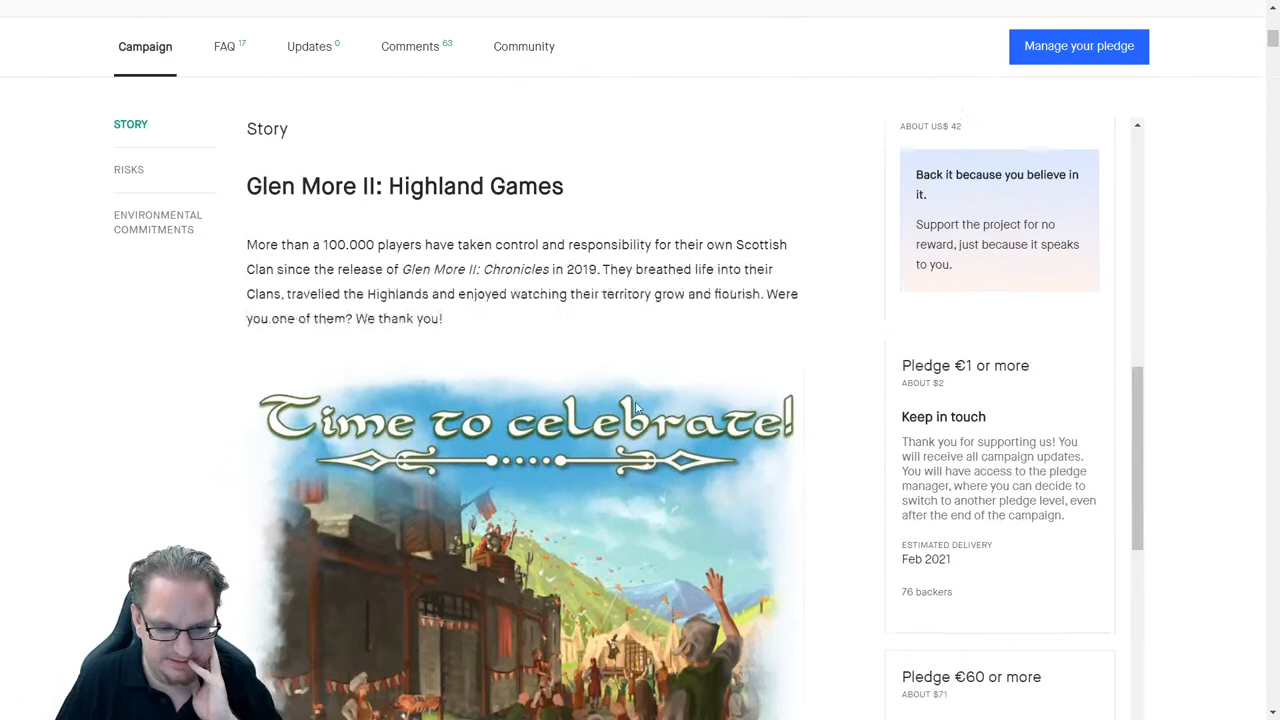 Campaign
FAQ 17
Updates 0
Comments 63
Community
Manage your pledge
STORY
RISKS
ENVIRONMENTAL
COMMITMENTS
Story
Glen More II: Highland Games
More than a 100.000 players have taken control and responsibility for their own Scottish
Clan since the release of Glen More II: Chronicles in 2019. They breathed life into their
Clans, travelled the Highlands and enjoyed watching their territory grow and flourish. Were
you one of them? We thank you!
Time to celebrate!
ABOUT US$ 42
Back it because you believe in
it.
Support the project for no
reward, just because it speaks
to you.
Pledge €1 or more
ABOUT $2
Keep in touch
Thank you for supporting us! You
will receive all campaign updates.
You will have access to the pledge
manager, where you can decide to
switch to another pledge level, even
after the end of the campaign.
ESTIMATED DELIVERY
Feb 2021
76 backers
Pledge €60 or more
ABOUT $71